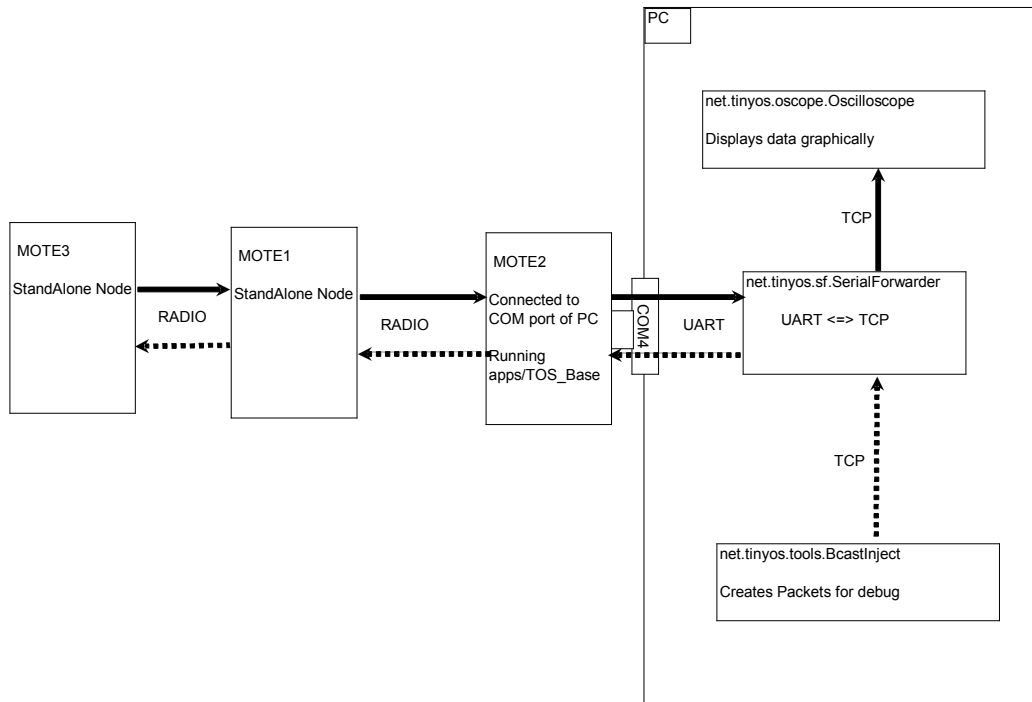 PC
net.tinyos.oscope.Oscilloscope
Displays data graphically
TCP
MOTE3
StandAlone Node
RADIO
MOTE1
StandAlone Node
RADIO
MOTE2
Connected to
COM port of PC
Running
apps/TOS_Base
COM4
UART
net.tinyos.sf.SerialForwarder
UART <=> TCP
TCP
net.tinyos.tools.BcastInject
Creates Packets for debug